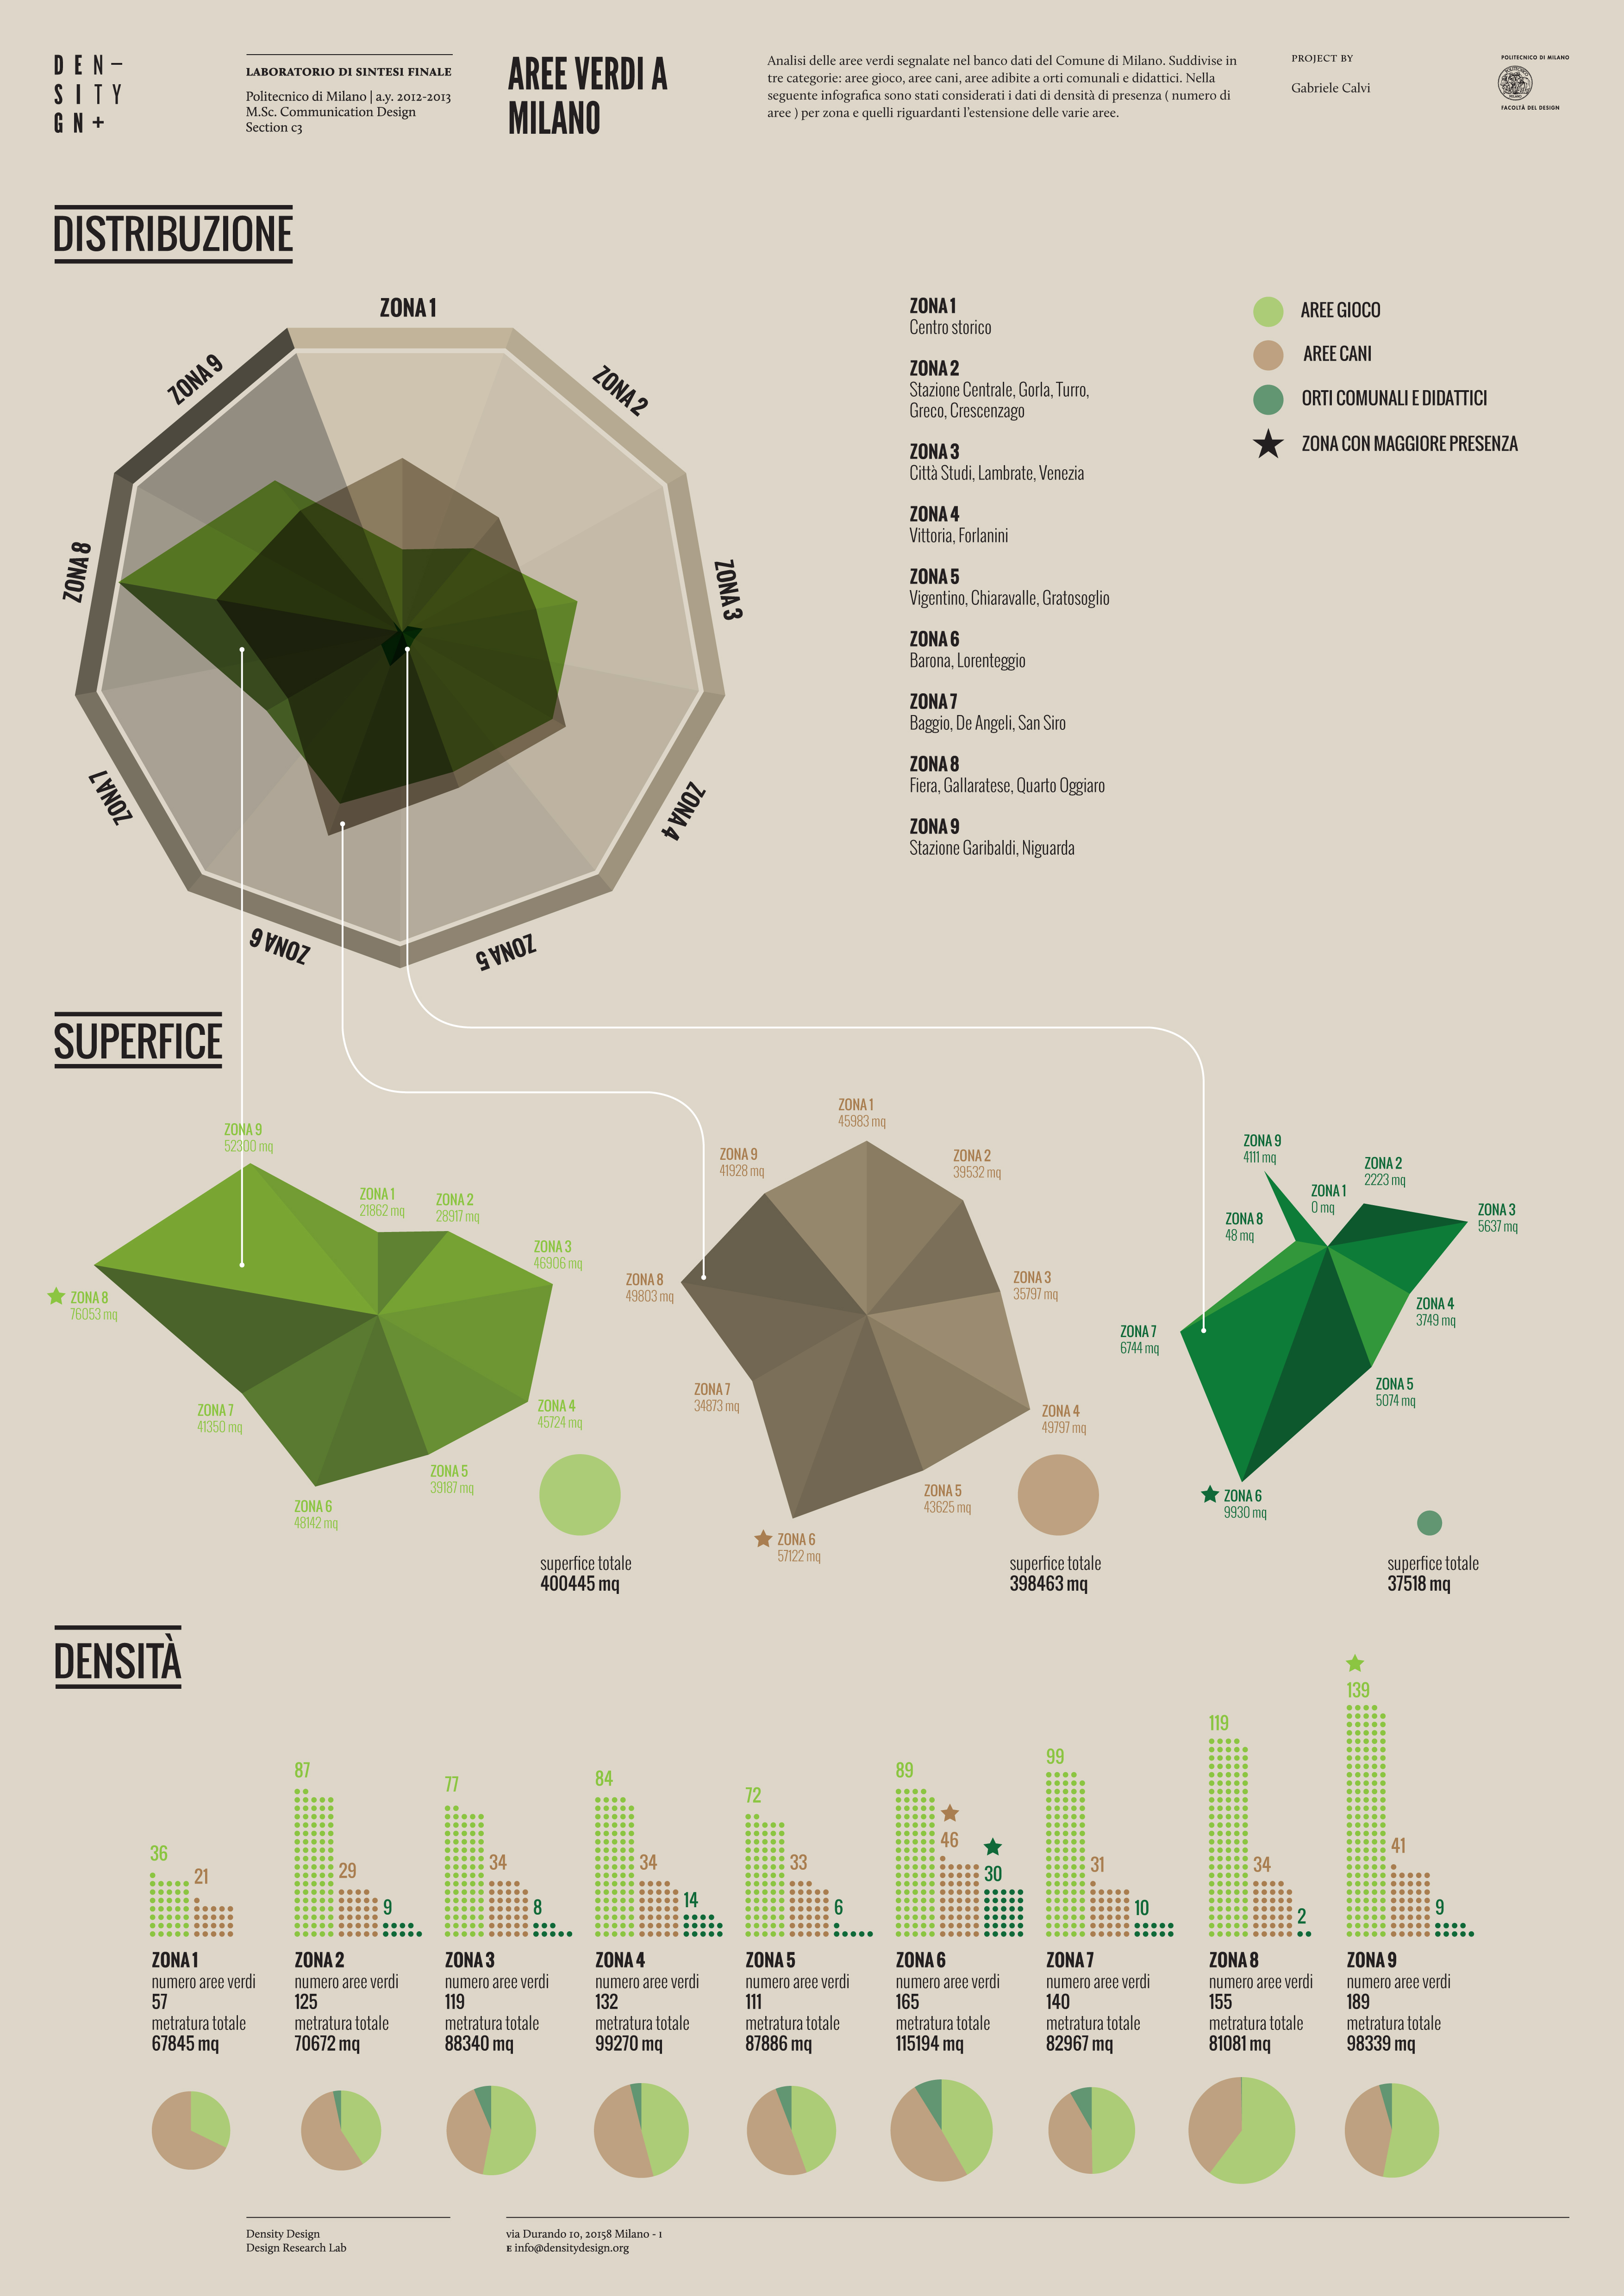 DEN–
SITY
GN+
LABORATORIO DI SINTESI FINALE
Politecnico di Milano | a.y. 2012-2013
M.Sc. Communication Design
Section c3
AREE VERDI A
MILANO
Analisi delle aree verdi segnalate nel banco dati del Comune di Milano. Suddivise in
tre categorie: aree gioco, aree cani, aree adibite a orti comunali e didattici. Nella
seguente infografica sono stati considerati i dati di densità di presenza ( numero di
aree ) per zona e quelli riguardanti l'estensione delle varie aree.
PROJECT BY
Gabriele Calvi
POLITECNICO DI MILANO
FACOLTÀ DEL DESIGN
DISTRIBUZIONE
ZONA 1
ZONA 2
ZONA 3
ZONA 4
ZONA 5
ZONA 6
ZONA 7
ZONA 8
ZONA 9
ZONA 1
Centro storico
ZONA 2
Stazione Centrale, Gorla, Turro,
Greco, Crescenzago
ZONA 3
Città Studi, Lambrate, Venezia
ZONA 4
Vittoria, Forlanini
ZONA 5
Vigentino, Chiaravalle, Gratosoglio
ZONA 6
Barona, Lorenteggio
ZONA 7
Baggio, De Angeli, San Siro
ZONA 8
Fiera, Gallaratese, Quarto Oggiaro
ZONA 9
Stazione Garibaldi, Niguarda
AREE GIOCO
AREE CANI
ORTI COMUNALI E DIDATTICI
ZONA CON MAGGIORE PRESENZA
SUPERFICE
ZONA 9
52300 mq
ZONA 1
21862 mq
ZONA 2
28917 mq
ZONA 3
46906 mq
ZONA 8
76053 mq
ZONA 7
41350 mq
ZONA 4
45724 mq
ZONA 5
39187 mq
ZONA 6
48142 mq
superfice totale
400445 mq
ZONA 1
45983 mq
ZONA 9
41928 mq
ZONA 2
39532 mq
ZONA 8
49803 mq
ZONA 3
35797 mq
ZONA 7
34873 mq
ZONA 4
49797 mq
ZONA 5
43625 mq
ZONA 6
57122 mq
superfice totale
398463 mq
ZONA 9
4111 mq
ZONA 2
2223 mq
ZONA 1
0 mq
ZONA 3
5637 mq
ZONA 8
48 mq
ZONA 4
3749 mq
ZONA 7
6744 mq
ZONA 5
5074 mq
ZONA 6
9930 mq
superfice totale
37518 mq
DENSITÀ
36
21
ZONA 1
numero aree verdi
57
metratura totale
67845 mq
87
29
9
ZONA 2
numero aree verdi
125
metratura totale
70672 mq
77
34
8
ZONA 3
numero aree verdi
119
metratura totale
88340 mq
84
34
14
ZONA 4
numero aree verdi
132
metratura totale
99270 mq
72
33
6
ZONA 5
numero aree verdi
111
metratura totale
87886 mq
89
46
30
ZONA 6
numero aree verdi
165
metratura totale
115194 mq
99
31
10
ZONA 7
numero aree verdi
140
metratura totale
82967 mq
119
34
2
ZONA 8
numero aree verdi
155
metratura totale
81081 mq
139
41
9
ZONA 9
numero aree verdi
189
metratura totale
98339 mq
Density Design
Design Research Lab
via Durando 10, 20158 Milano - I
E info@densitydesign.org